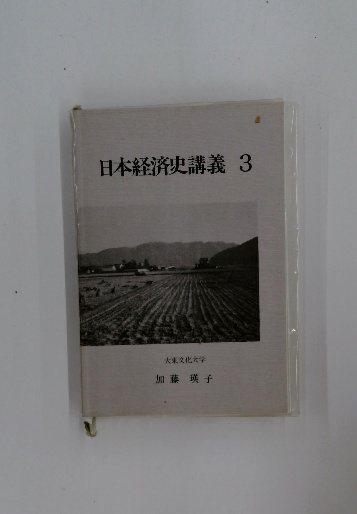 日本経済史講義 3
大東文化大学
加藤 瑛子